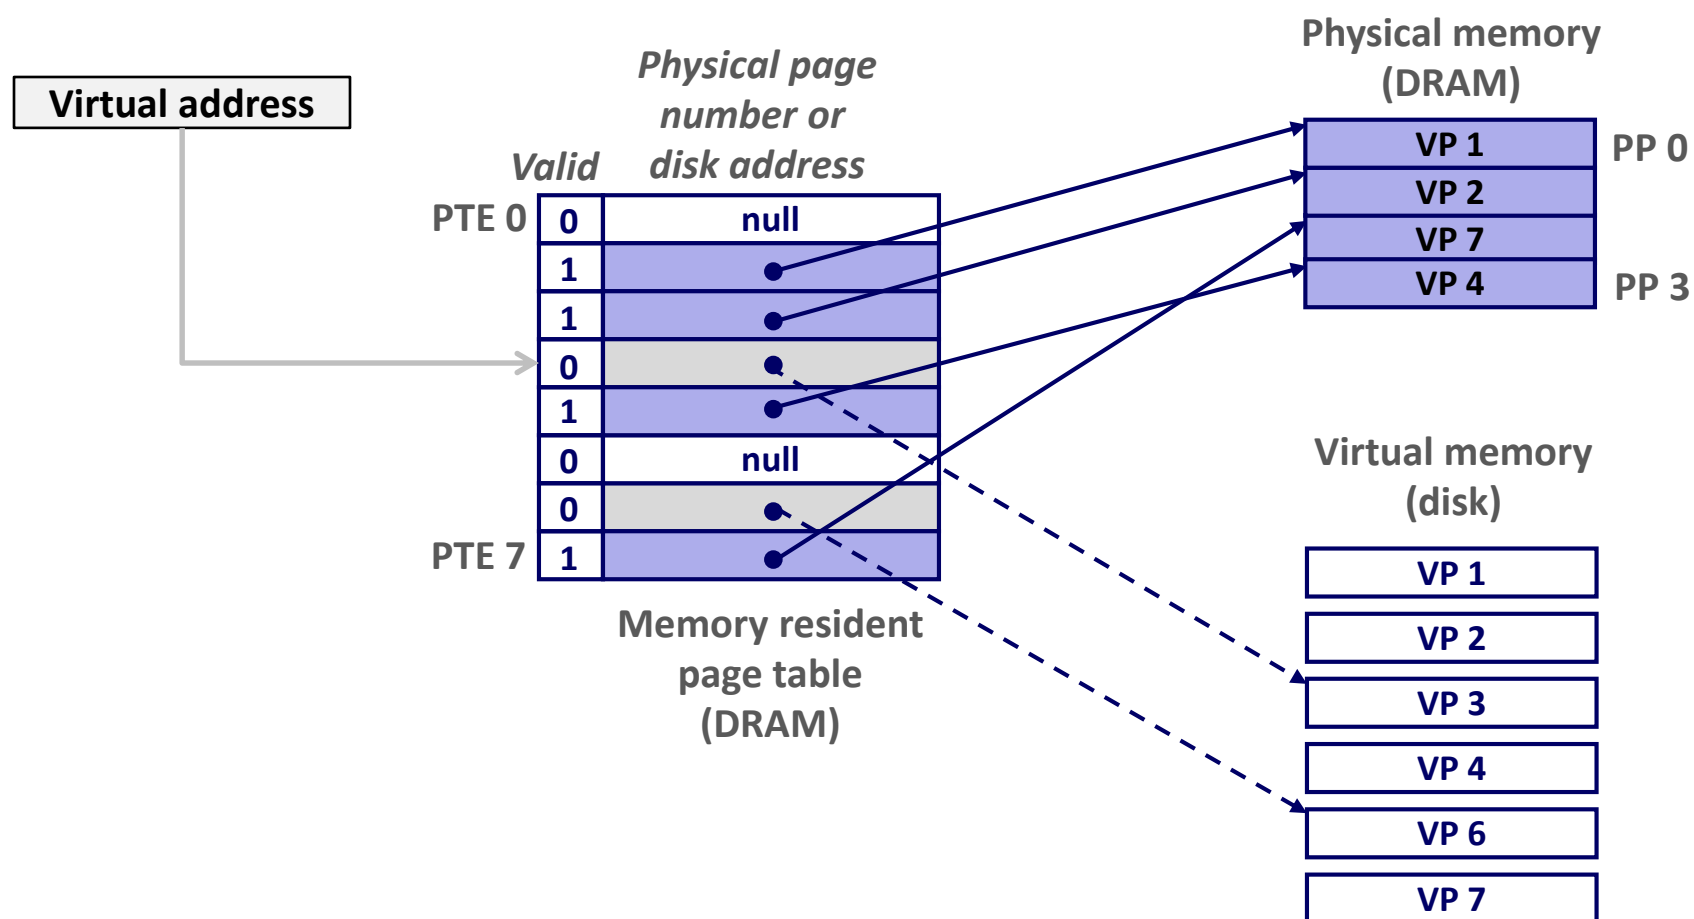 Virtual address
Physical page
number or
disk address
Valid
PTE 0
0
null
1
1
0
1
0
null
0
PTE 7
1
Memory resident
page table
(DRAM)
Physical memory
(DRAM)
VP 1
PP 0
VP 2
VP 7
VP 4
PP 3
Virtual memory
(disk)
VP 1
VP 2
VP 3
VP 4
VP 6
VP 7